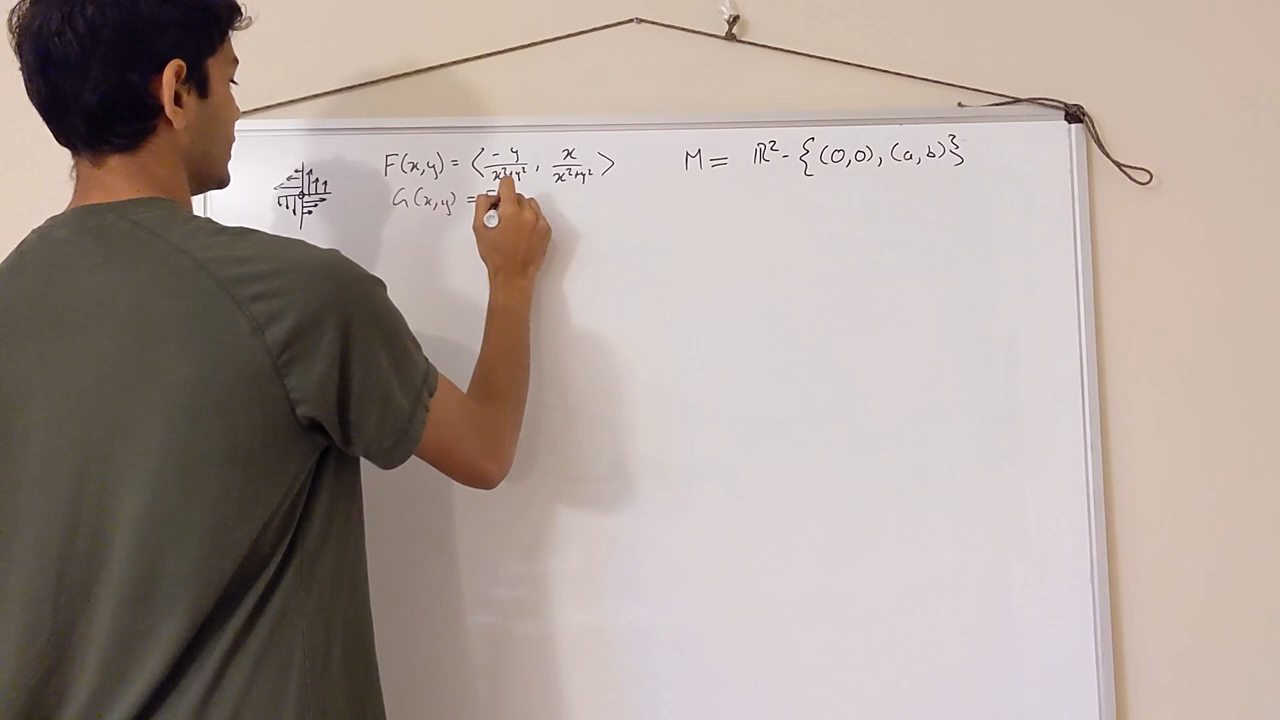 F(x,y) = ⟨ -y/(x²+y²) , x/(x²+y²) ⟩ M = ℝ² - {(0,0), (a,b)}
G(x,y) =